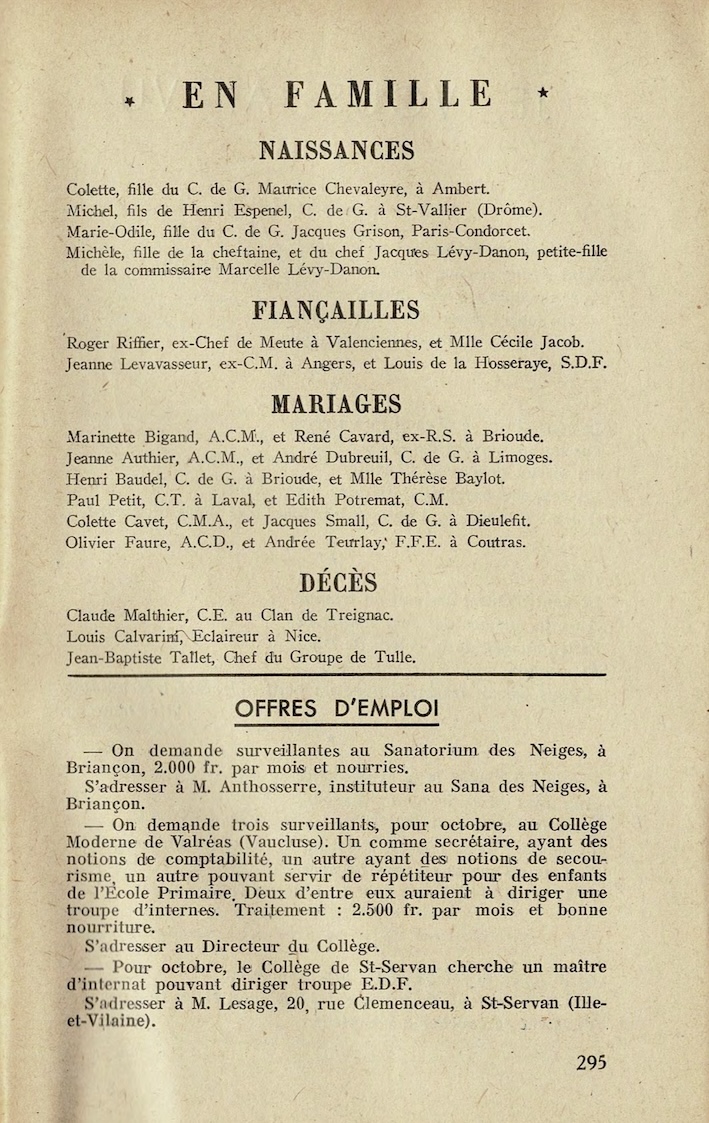 * EN FAMILLE *
NAISSANCES
Colette, fille du C. de G. Maurice Chevaleyre, à Ambert.
Michel, fils de Henri Espenel, C. de G. à St-Vallier (Drôme).
Marie-Odile, fille du C. de G. Jacques Grison, Paris-Condorcet.
Michèle, fille de la cheftaine, et du chef Jacques Lévy-Danon, petite-fille
de la commissaire Marcelle Lévy-Danon.
FIANÇAILLES
Roger Riffier, ex-Chef de Meute à Valenciennes, et Mlle Cécile Jacob.
Jeanne Levavasseur, ex-C.M. à Angers, et Louis de la Hosseraye, S.D.F.
MARIAGES
Marinette Bigand, A.C.M., et René Cavard, ex-R.S. à Brioude.
Jeanne Authier, A.C.M., et André Dubreuil, C. de G. à Limoges.
Henri Baudel, C. de G. à Brioude, et Mlle Thérèse Baylot.
Paul Petit, C.T. à Laval, et Edith Potremat, C.M.
Colette Cavet, C.M.A., et Jacques Small, C. de G. à Dieulefit.
Olivier Faure, A.C.D., et Andrée Teurlay, F.F.E. à Coutras.
DÉCÈS
Claude Malthier, C.E. au Clan de Treignac.
Louis Calvarini, Eclaireur à Nice.
Jean-Baptiste Tallet, Chef du Groupe de Tulle.
OFFRES D'EMPLOI
— On demande surveillantes au Sanatorium des Neiges, à
Briançon, 2.000 fr. par mois et nourries.
S'adresser à M. Anthosserre, instituteur au Sana des Neiges, à
Briançon.
— On demande trois surveillants, pour octobre, au Collège
Moderne de Valréas (Vaucluse). Un comme secrétaire, ayant des
notions de comptabilité, un autre ayant des notions de secou-
risme, un autre pouvant servir de répétiteur pour des enfants
de l'École Primaire. Deux d'entre eux auraient à diriger une
troupe d'internes. Traitement : 2.500 fr. par mois et bonne
nourriture.
S'adresser au Directeur du Collège.
— Pour octobre, le Collège de St-Servan cherche un maître
d'internat pouvant diriger troupe E.D.F.
S'adresser à M. Lesage, 20, rue Clemenceau, à St-Servan (Ille-
et-Vilaine).
295